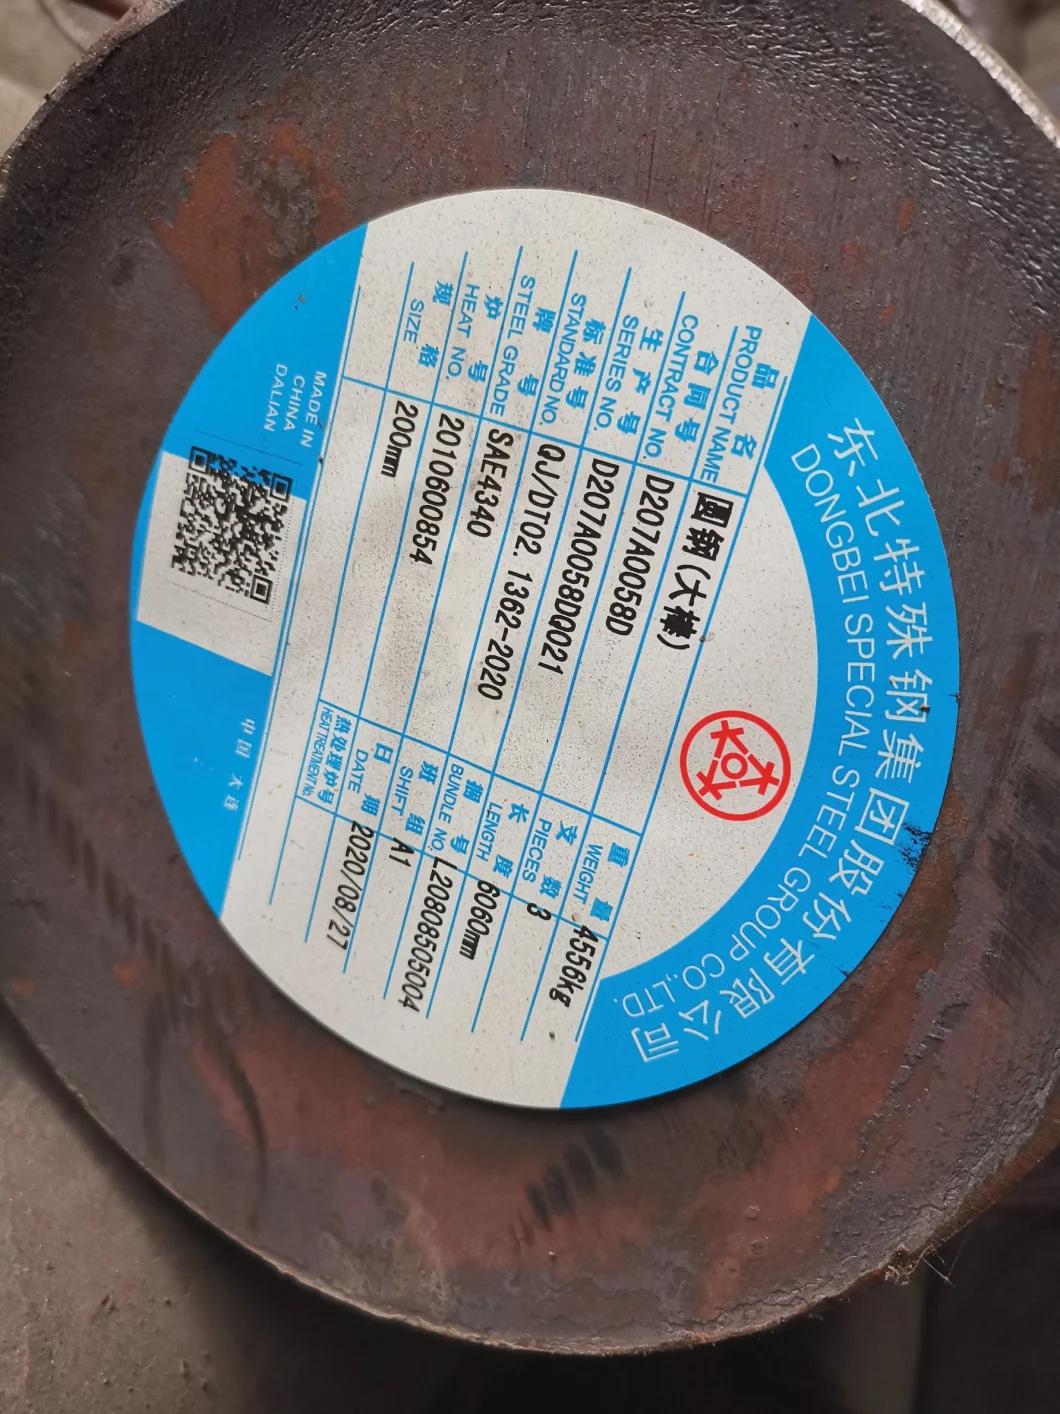 东北特殊钢集团股份有限公司
DONGBEI SPECIAL STEEL GROUP CO.,LTD.
品名 圆钢(大棒)
PRODUCT NAME
合同号 D207A0058D
CONTRACT NO.
重量 4556kg
WEIGHT
生产号 D207A0058DQ021
SERIES NO.
支数 3
PIECES
标准号 QJ/DT02.1362-2020
STANDARD NO.
长度 6060mm
LENGTH
牌号 SAE4340
STEEL GRADE
捆号 L2080505004
BUNDLE NO.
炉号 20106000854
HEAT NO.
班组 A1
SHIFT
规格 200mm
SIZE
日期 2020/08/27
DATE
热处理炉号
HEATREATMENT No.
MADE IN
CHINA
DALIAN
中国 大连